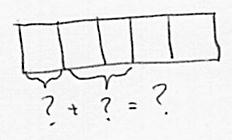 ? + ? = ?